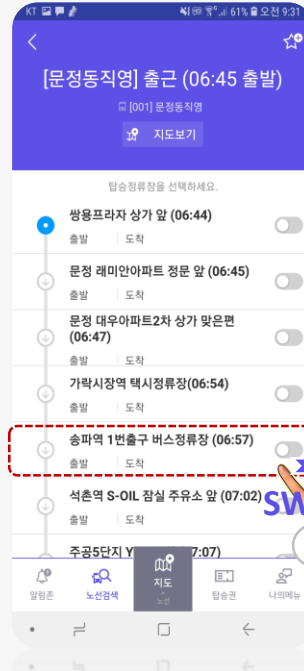 KT 61% 오전 9:31
[문정동직영] 출근 (06:45 출발)
[001] 문정동직영
지도보기
탑승정류장을 선택하세요.
쌍용프라자 상가 앞 (06:44)
출발 도착
문정 래미안아파트 정문 앞 (06:45)
출발 도착
문정 대우아파트2차 상가 맞은편
(06:47)
출발 도착
가락시장역 택시정류장(06:54)
출발 도착
송파역 1번출구 버스정류장 (06:57)
출발 도착
석촌역 S-OIL 잠실 주유소 앞 (07:02)
SW
출발 도착
주공5단지 Y 7:07)
알림존 노선검색 지도 탑승권 나의메뉴
노선